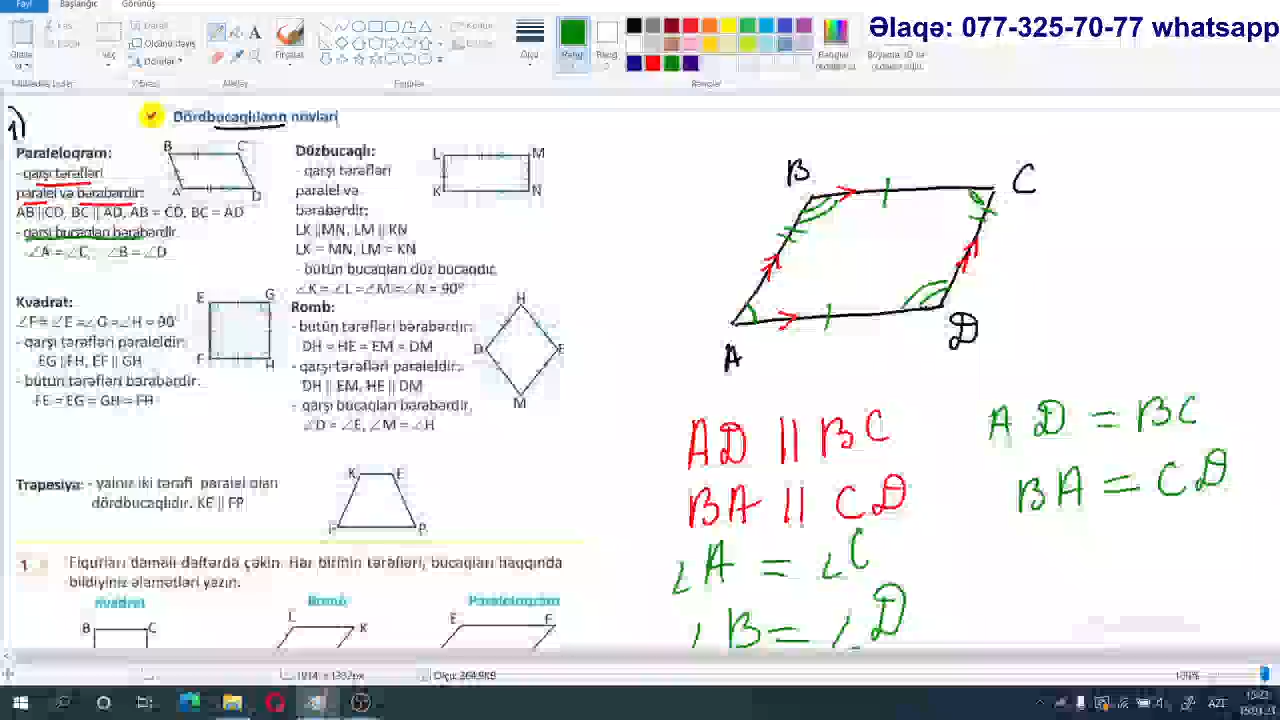 Fayl Başlanğıc Görünüş
Əlaqə: 077-325-70-77 whatsapp
1)
Dördbucaqlıların növləri
Paraleloqram:
- qarşı tərəfləri
paralel və bərabərdir:
AB ||CD, BC || AD, AB = CD, BC = AD
- qarşı bucaqları bərabərdir.
∠A = ∠C, ∠B = ∠D
B C
A D
Düzbucaqlı:
- qarşı tərəfləri
paralel və
bərabərdir:
LK ||MN, LM || KN
LK = MN, LM = KN
- bütün bucaqları düz bucaqdır.
∠K = ∠L = ∠M = ∠N = 90°
L M
K N
Kvadrat:
∠F = ∠E = ∠G = ∠H = 90°
- qarşı tərəfləri paraleldir:
EG ||FH, EF || GH
- bütün tərəfləri bərabərdir.
FE = EG = GH = FH
E G
F H
Romb:
- bütün tərəfləri bərabərdir:
DH = HE = EM = DM
- qarşı tərəfləri paraleldir:
DH || EM, HE || DM
- qarşı bucaqları bərabərdir.
∠D = ∠E, ∠M = ∠H
H
D E
M
Trapesiya: - yalnız iki tərəfi paralel olan
dördbucaqlıdır. KE || FP
K E
F P
1 Fiqurları damalı dəftərdə çəkin. Hər birinin tərəfləri, bucaqları haqqında
bildiyiniz əlamətləri yazın.
Kvadrat Romb Paraleloqram
B C L K E F
B C
A D
AD || BC
BA || CD
∠A = ∠C
∠B = ∠D
AD = BC
BA = CD
AZE